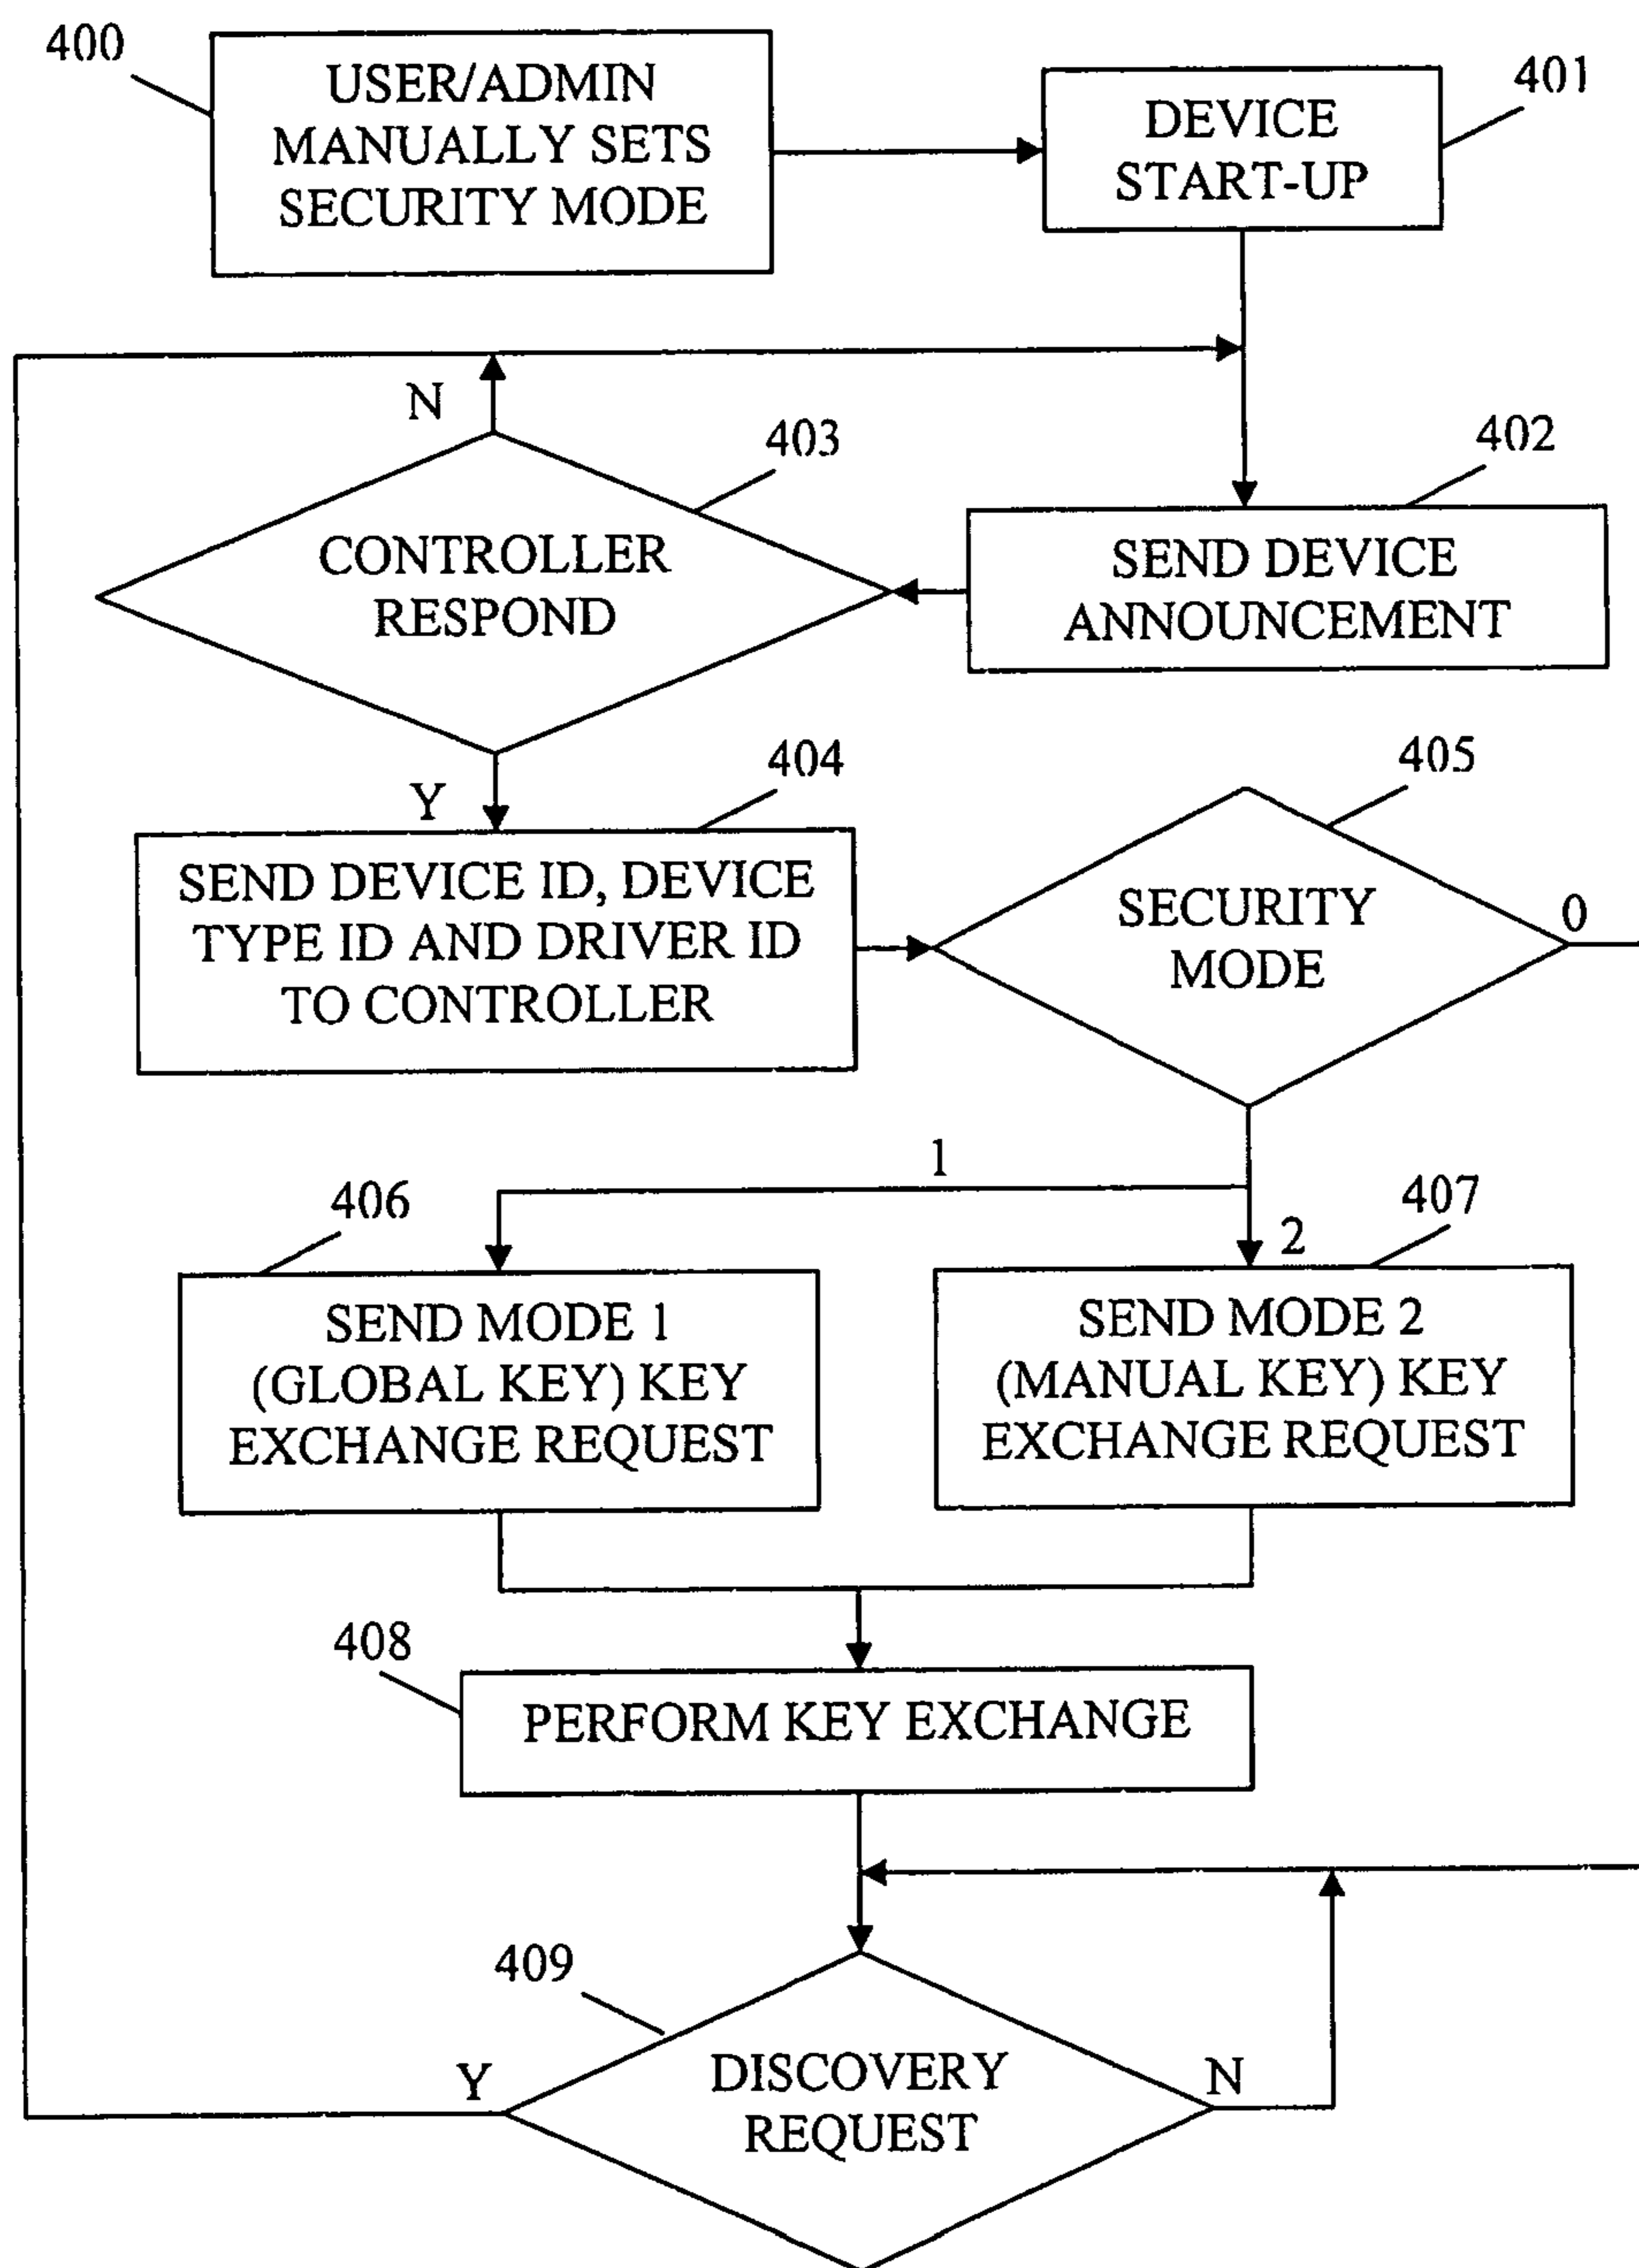 400
USER/ADMIN
MANUALLY SETS
SECURITY MODE
401
DEVICE
START-UP
N
403
CONTROLLER
RESPOND
402
SEND DEVICE
ANNOUNCEMENT
Y
404
SEND DEVICE ID, DEVICE
TYPE ID AND DRIVER ID
TO CONTROLLER
405
SECURITY
MODE
0
1
2
406
SEND MODE 1
(GLOBAL KEY) KEY
EXCHANGE REQUEST
407
SEND MODE 2
(MANUAL KEY) KEY
EXCHANGE REQUEST
408
PERFORM KEY EXCHANGE
409
DISCOVERY
REQUEST
Y
N